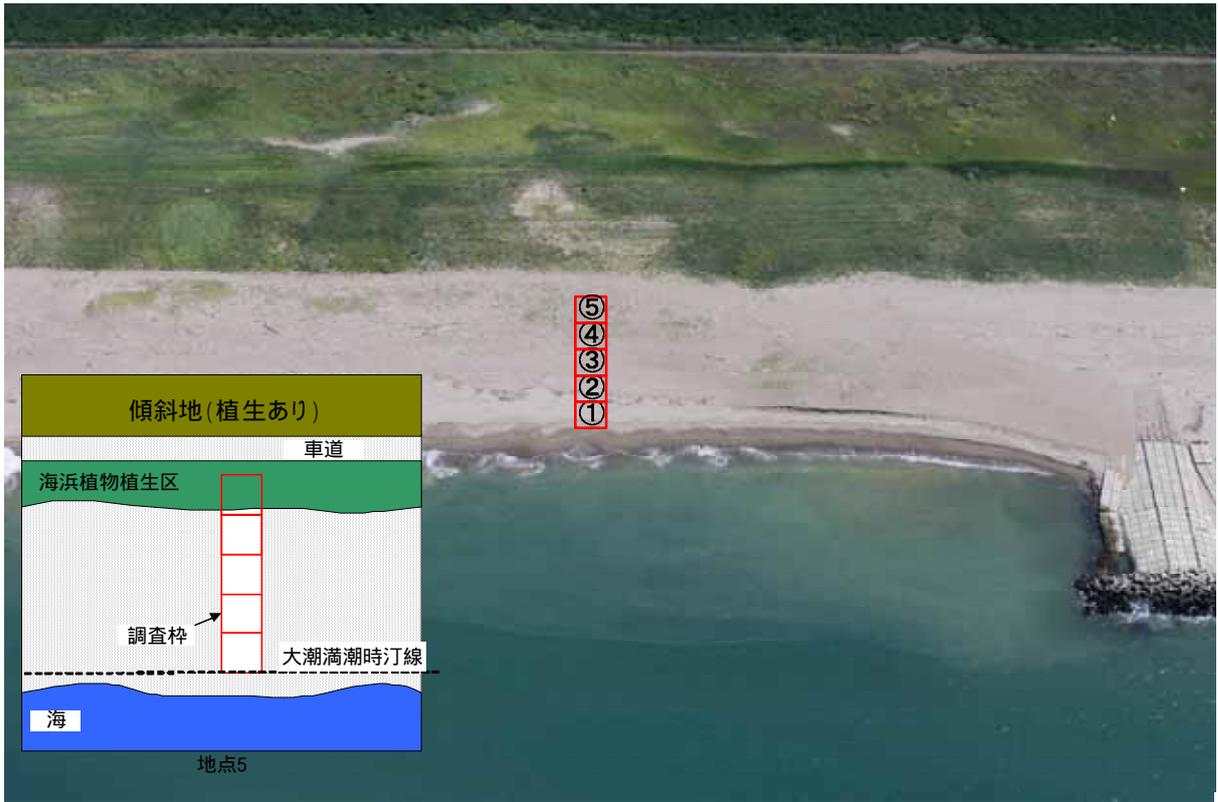 ⑤
④
③
②
①
傾斜地(植生あり)
車道
海浜植物植生区
調査枠
大潮満潮時汀線
海
地点5